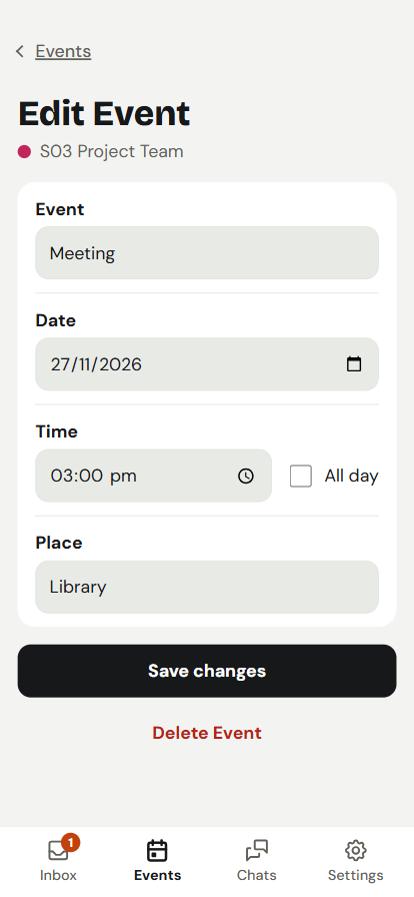 Events
Edit Event
S03 Project Team
Event
Meeting
Date
27/11/2026
Time
03:00 pm
All day
Place
Library
Save changes
Delete Event
1
Inbox
Events
Chats
Settings